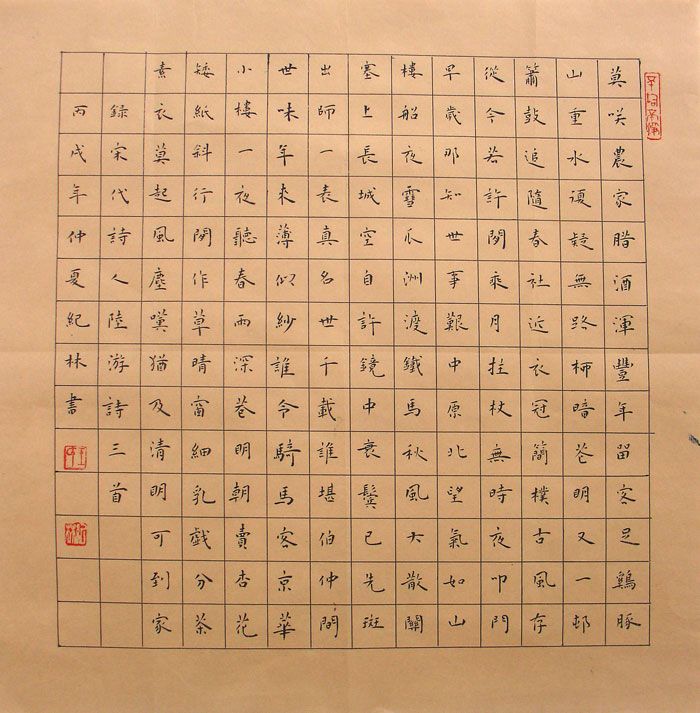 莫咲農家腊酒渾豐年留客足鷄豚
山重水複疑無路柳暗花明又一邨
簫鼓追隨春社近衣冠簡樸古風存
從今若許閒乘月拄杖無時夜叩門
早歲那知世事艱中原北望氣如山
樓船夜雪瓜洲渡鐵馬秋風大散關
塞上長城空自許鏡中衰鬢已先斑
出師一表真名世千載誰堪伯仲間
世味年來薄似紗誰令騎馬客京華
小樓一夜聽春雨深巷明朝賣杏花
矮紙斜行閒作草晴窗細乳戯分茶
素衣莫起風塵嘆猶及清明可到家
録宋代詩人陸游詩三首
丙戌年仲夏紀林書